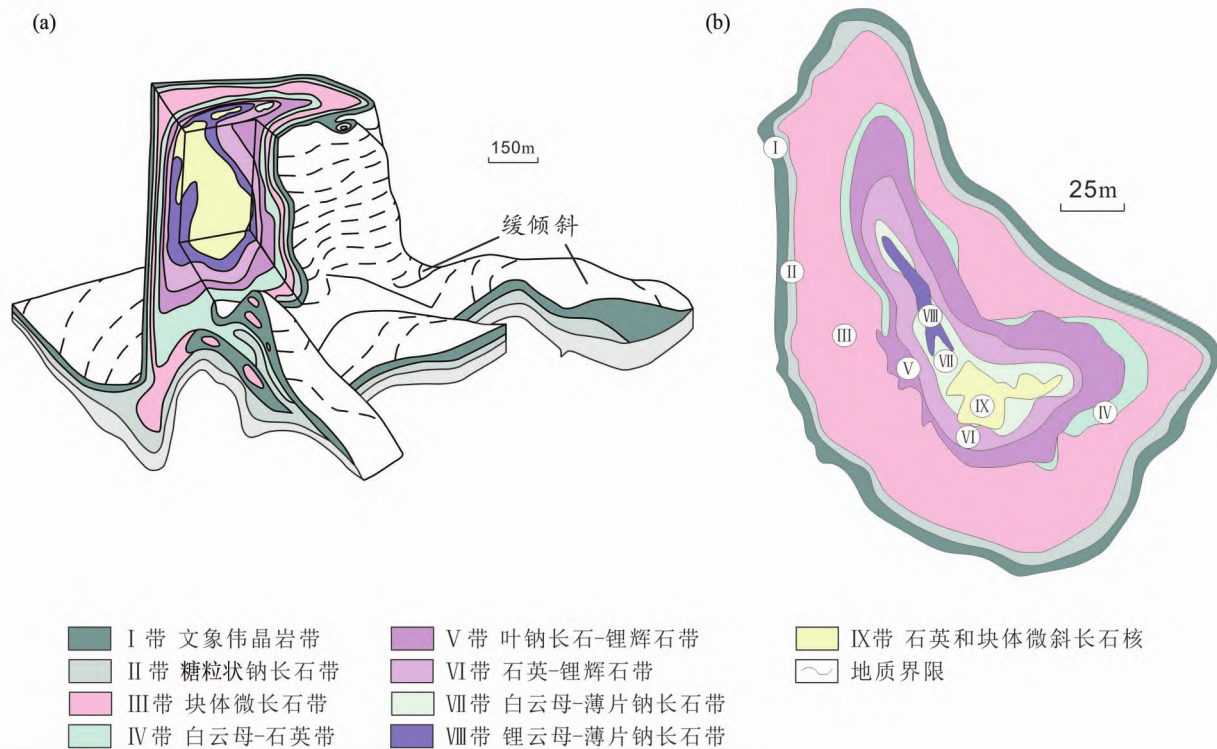 (a)
(b)
150m
缓倾斜
25m
I
II
III
VIII
VII
V
IX
IV
VI
I 带 文象伟晶岩带
II 带 糖粒状钠长石带
III带 块体微长石带
IV带 白云母-石英带
V 带 叶钠长石-锂辉石带
VI带 石英-锂辉石带
VII带 白云母-薄片钠长石带
VIII带 锂云母-薄片钠长石带
IX带 石英和块体微斜长石核
地质界限